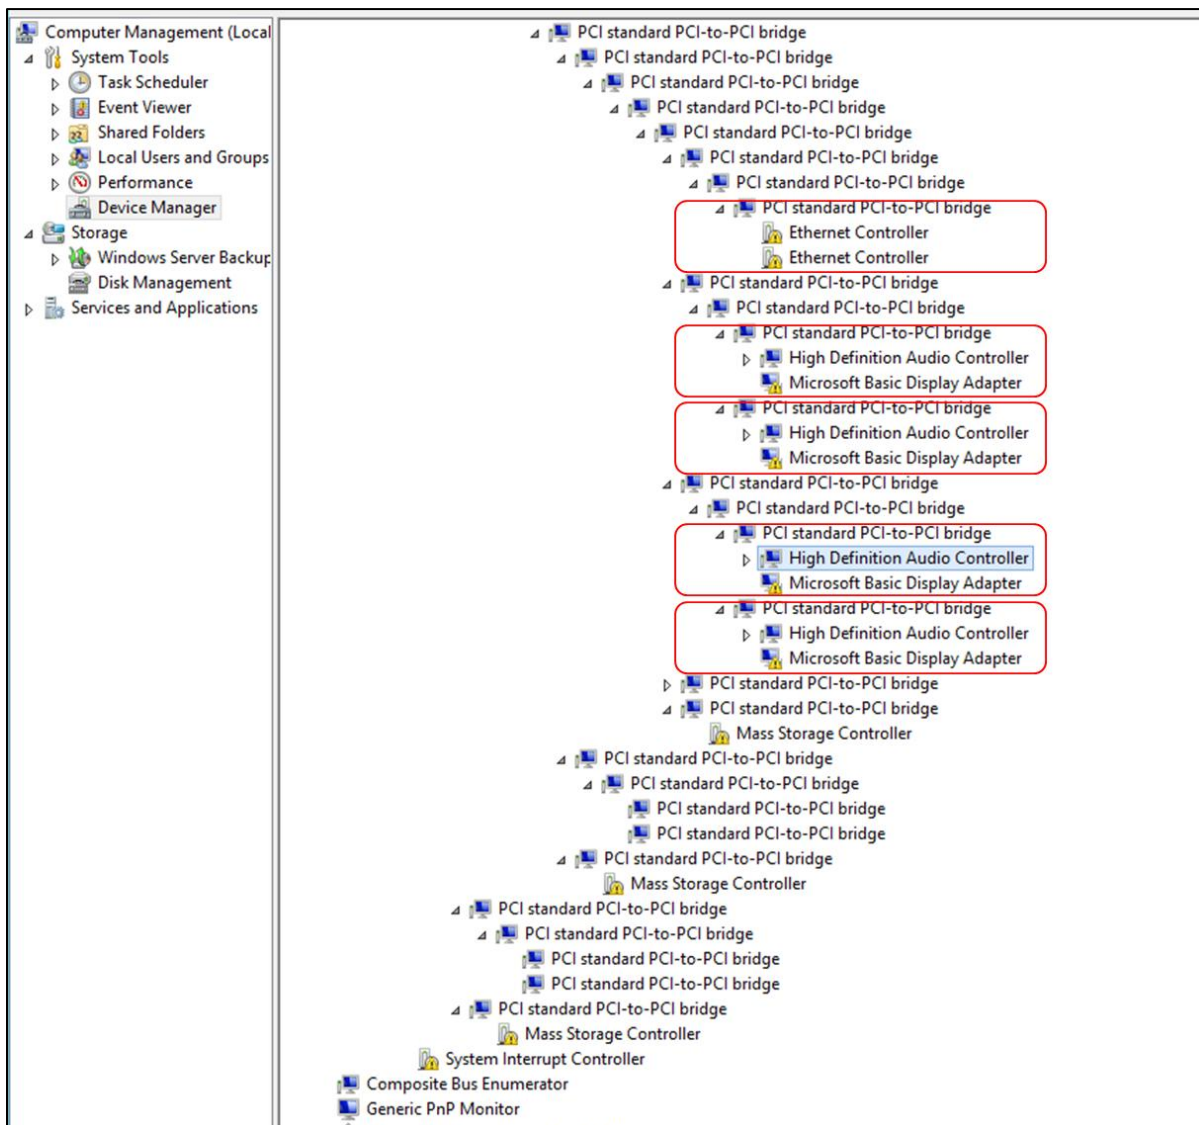 Computer Management (Local
System Tools
Task Scheduler
Event Viewer
Shared Folders
Local Users and Groups
Performance
Device Manager
Storage
Windows Server Backup
Disk Management
Services and Applications
PCI standard PCI-to-PCI bridge
PCI standard PCI-to-PCI bridge
PCI standard PCI-to-PCI bridge
PCI standard PCI-to-PCI bridge
PCI standard PCI-to-PCI bridge
PCI standard PCI-to-PCI bridge
PCI standard PCI-to-PCI bridge
PCI standard PCI-to-PCI bridge
Ethernet Controller
Ethernet Controller
PCI standard PCI-to-PCI bridge
PCI standard PCI-to-PCI bridge
PCI standard PCI-to-PCI bridge
High Definition Audio Controller
Microsoft Basic Display Adapter
PCI standard PCI-to-PCI bridge
High Definition Audio Controller
Microsoft Basic Display Adapter
PCI standard PCI-to-PCI bridge
PCI standard PCI-to-PCI bridge
PCI standard PCI-to-PCI bridge
High Definition Audio Controller
Microsoft Basic Display Adapter
PCI standard PCI-to-PCI bridge
High Definition Audio Controller
Microsoft Basic Display Adapter
PCI standard PCI-to-PCI bridge
PCI standard PCI-to-PCI bridge
Mass Storage Controller
PCI standard PCI-to-PCI bridge
PCI standard PCI-to-PCI bridge
PCI standard PCI-to-PCI bridge
PCI standard PCI-to-PCI bridge
PCI standard PCI-to-PCI bridge
Mass Storage Controller
PCI standard PCI-to-PCI bridge
PCI standard PCI-to-PCI bridge
PCI standard PCI-to-PCI bridge
PCI standard PCI-to-PCI bridge
PCI standard PCI-to-PCI bridge
Mass Storage Controller
System Interrupt Controller
Composite Bus Enumerator
Generic PnP Monitor